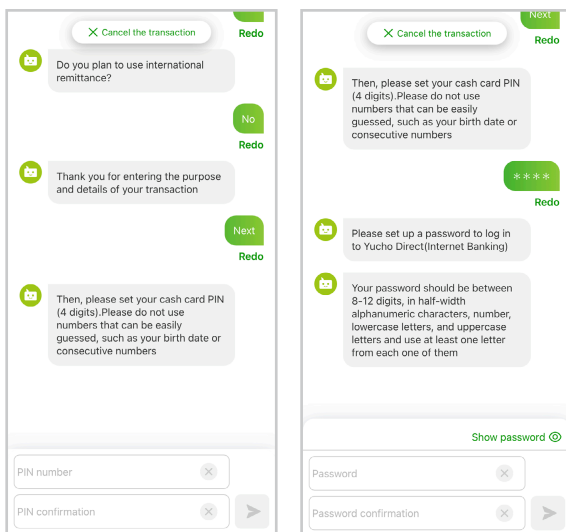 Cancel the transaction
Redo
Do you plan to use international
remittance?
No
Redo
Thank you for entering the purpose
and details of your transaction
Next
Redo
Then, please set your cash card PIN
(4 digits).Please do not use
numbers that can be easily
guessed, such as your birth date or
consecutive numbers
PIN number
PIN confirmation
Next
Cancel the transaction
Redo
Then, please set your cash card PIN
(4 digits).Please do not use
numbers that can be easily
guessed, such as your birth date or
consecutive numbers
****
Redo
Please set up a password to log in
to Yucho Direct(Internet Banking)
Your password should be between
8-12 digits, in half-width
alphanumeric characters, number,
lowercase letters, and uppercase
letters and use at least one letter
from each one of them
Show password
Password
Password confirmation